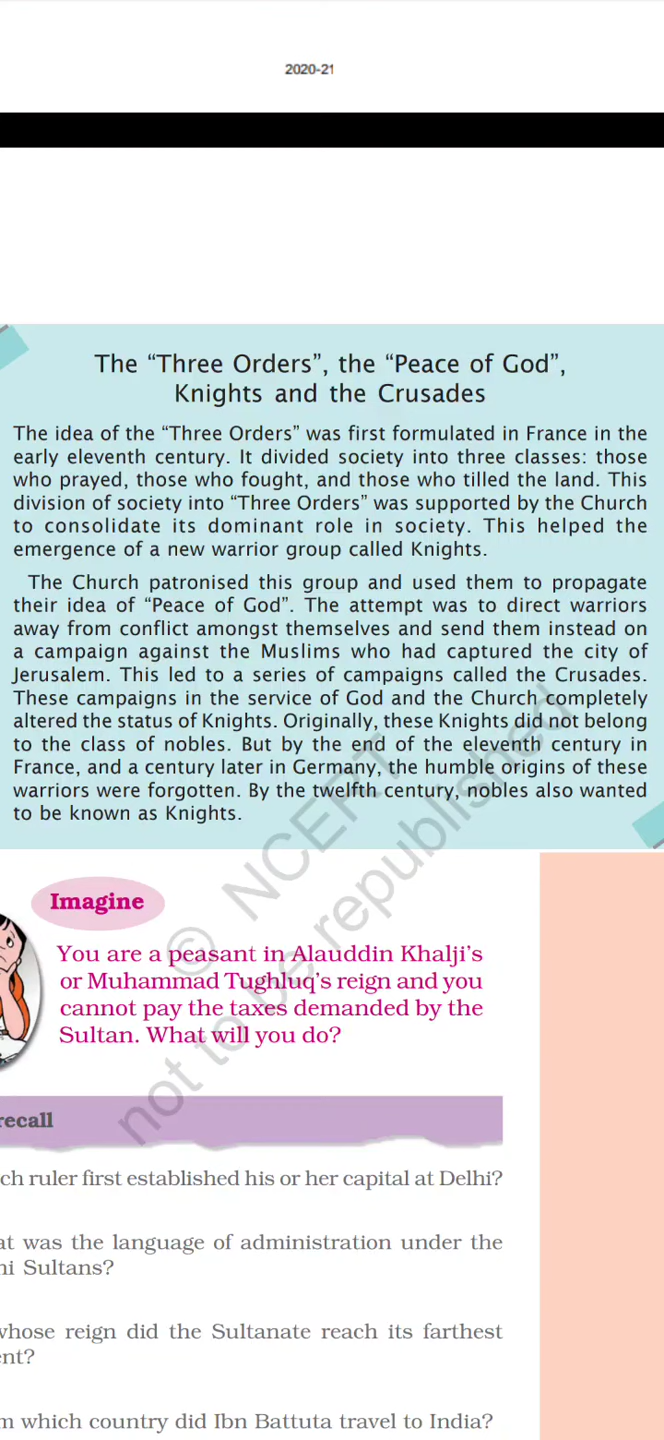 2020-21
The “Three Orders”, the “Peace of God”,
Knights and the Crusades
The idea of the “Three Orders” was first formulated in France in the
early eleventh century. It divided society into three classes: those
who prayed, those who fought, and those who tilled the land. This
division of society into “Three Orders” was supported by the Church
to consolidate its dominant role in society. This helped the
emergence of a new warrior group called Knights.
The Church patronised this group and used them to propagate
their idea of “Peace of God”. The attempt was to direct warriors
away from conflict amongst themselves and send them instead on
a campaign against the Muslims who had captured the city of
Jerusalem. This led to a series of campaigns called the Crusades.
These campaigns in the service of God and the Church completely
altered the status of Knights. Originally, these Knights did not belong
to the class of nobles. But by the end of the eleventh century in
France, and a century later in Germany, the humble origins of these
warriors were forgotten. By the twelfth century, nobles also wanted
to be known as Knights.
© NCERT
not to be republished
Imagine
You are a peasant in Alauddin Khalji’s
or Muhammad Tughluq’s reign and you
cannot pay the taxes demanded by the
Sultan. What will you do?
recall
ch ruler first established his or her capital at Delhi?
at was the language of administration under the
hi Sultans?
whose reign did the Sultanate reach its farthest
ent?
m which country did Ibn Battuta travel to India?